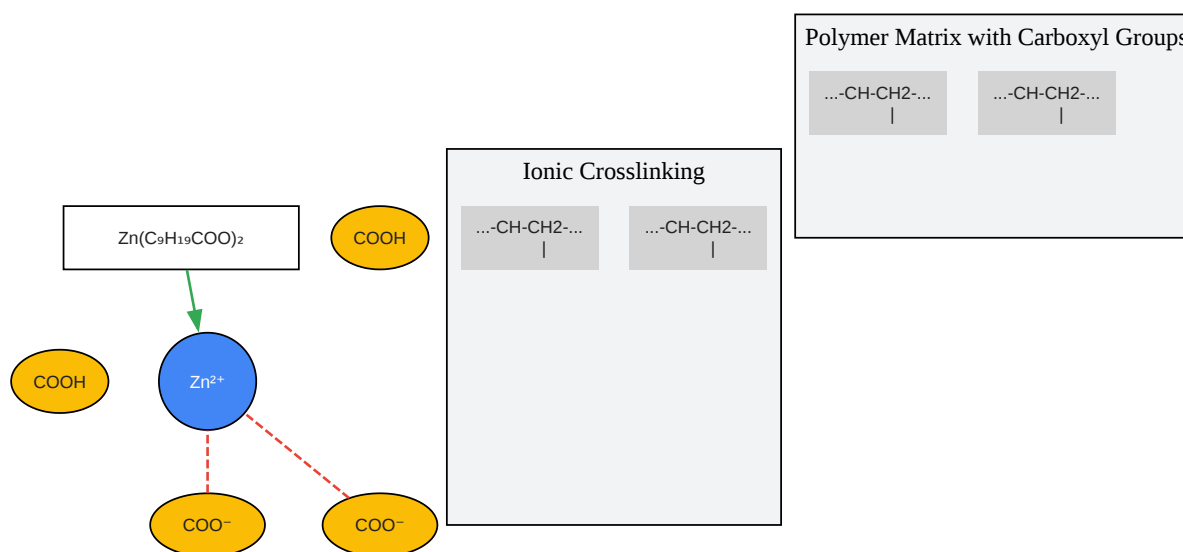 Polymer Matrix with Carboxyl Groups
...-CH-CH2-...
|
...-CH-CH2-...
|
Ionic Crosslinking
...-CH-CH2-...
|
...-CH-CH2-...
|
Zn(C₉H₁₉COO)₂
COOH
COOH
Zn²⁺
COO⁻
COO⁻